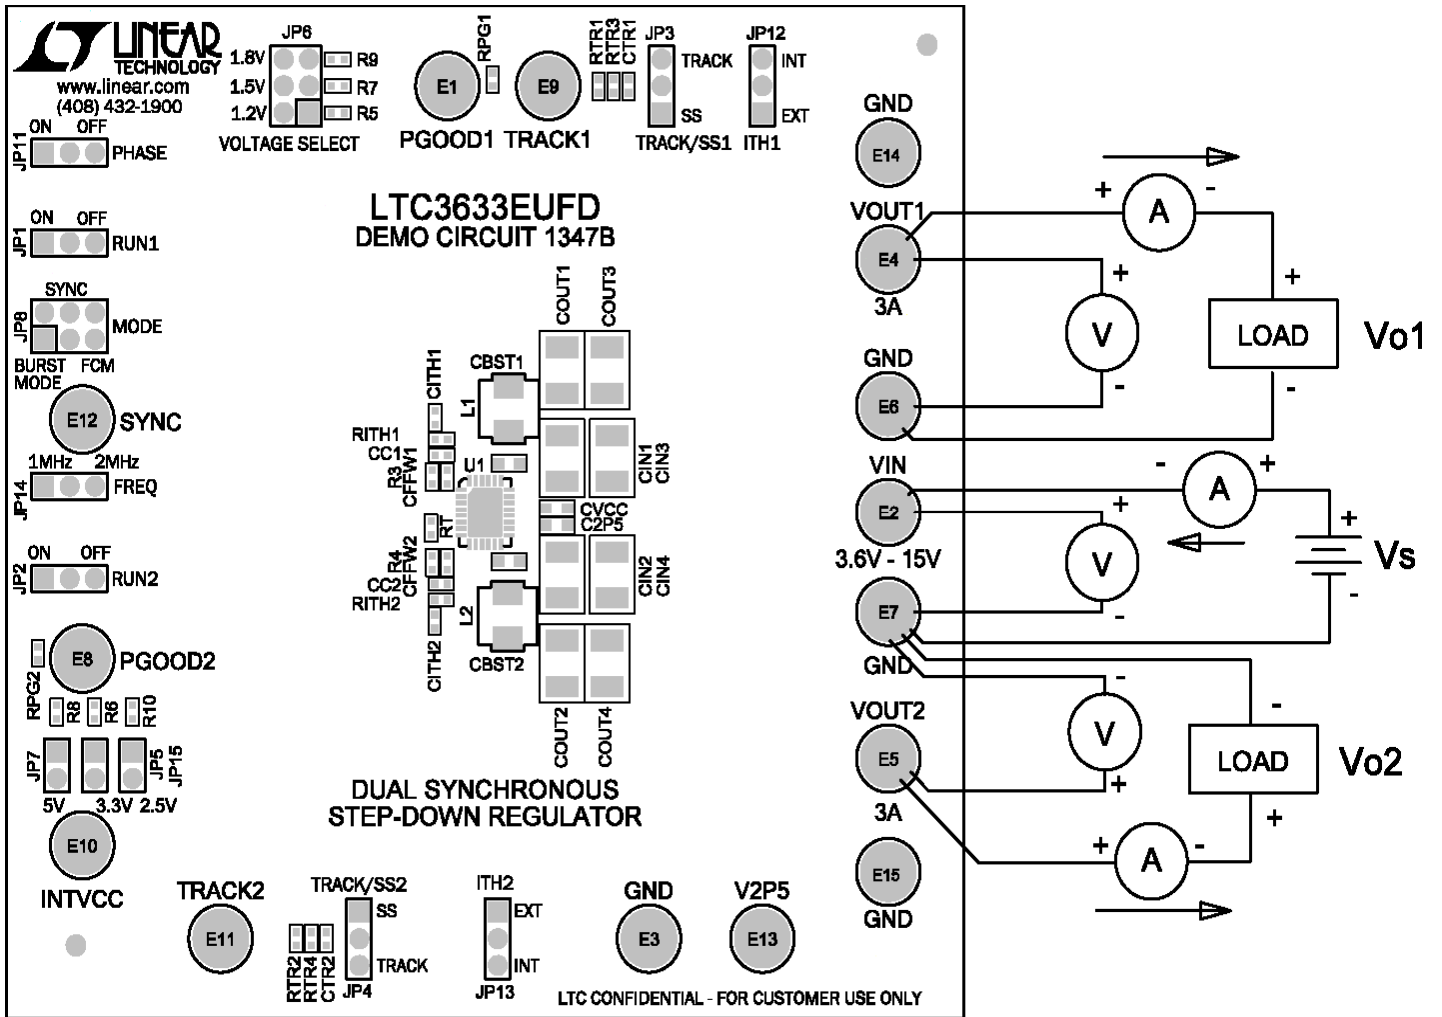 LINEAR
TECHNOLOGY
www.linear.com
(408) 432-1900
JP6
1.8V
R9
1.5V
R7
1.2V
R5
VOLTAGE SELECT
E1
PGOOD1
RPG1
E9
TRACK1
RTR1
RTR3
CTR1
JP3
TRACK
SS
TRACK/SS1
JP12
INT
EXT
ITH1
ON OFF
JP11
PHASE
ON OFF
JP1
RUN1
SYNC
JP8
MODE
BURST MODE
FCM
E12
SYNC
1MHz 2MHz
JP14
FREQ
ON OFF
JP2
RUN2
E8
PGOOD2
RPG2
R8
R6
R10
JP7
JP5
JP15
5V 3.3V 2.5V
E10
INTVCC
LTC3633EUFD
DEMO CIRCUIT 1347B
COUT1
COUT3
CBST1
L1
CITH1
RITH1
CC1
R3
CFFW1
U1
CIN1
CIN3
CVCC
C2P5
RT
R4
CFFW2
CC2
RITH2
CITH2
L2
CBST2
CIN2
CIN4
COUT2
COUT4
DUAL SYNCHRONOUS
STEP-DOWN REGULATOR
TRACK2
E11
RTR2
RTR4
CTR2
TRACK/SS2
SS
TRACK
JP4
ITH2
EXT
INT
JP13
GND
E3
V2P5
E13
LTC CONFIDENTIAL - FOR CUSTOMER USE ONLY
GND
E14
VOUT1
E4
3A
GND
E6
VIN
E2
3.6V - 15V
E7
GND
VOUT2
E5
3A
E15
GND
+ A -
+
V
-
+
LOAD
-
Vo1
- A +
+
V
-
+
Vs
-
-
V
+
-
LOAD
+
Vo2
+ A -